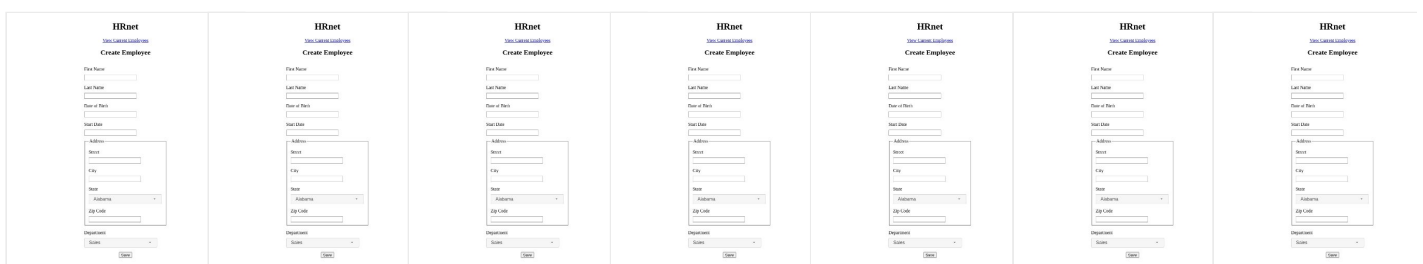 HRnet
View Current Employees
Create Employee
First Name
Last Name
Date of Birth
Start Date
Address
Street
City
State
Alabama
Zip Code
Department
Sales
Save
HRnet
View Current Employees
Create Employee
First Name
Last Name
Date of Birth
Start Date
Address
Street
City
State
Alabama
Zip Code
Department
Sales
Save
HRnet
View Current Employees
Create Employee
First Name
Last Name
Date of Birth
Start Date
Address
Street
City
State
Alabama
Zip Code
Department
Sales
Save
HRnet
View Current Employees
Create Employee
First Name
Last Name
Date of Birth
Start Date
Address
Street
City
State
Alabama
Zip Code
Department
Sales
Save
HRnet
View Current Employees
Create Employee
First Name
Last Name
Date of Birth
Start Date
Address
Street
City
State
Alabama
Zip Code
Department
Sales
Save
HRnet
View Current Employees
Create Employee
First Name
Last Name
Date of Birth
Start Date
Address
Street
City
State
Alabama
Zip Code
Department
Sales
Save
HRnet
View Current Employees
Create Employee
First Name
Last Name
Date of Birth
Start Date
Address
Street
City
State
Alabama
Zip Code
Department
Sales
Save